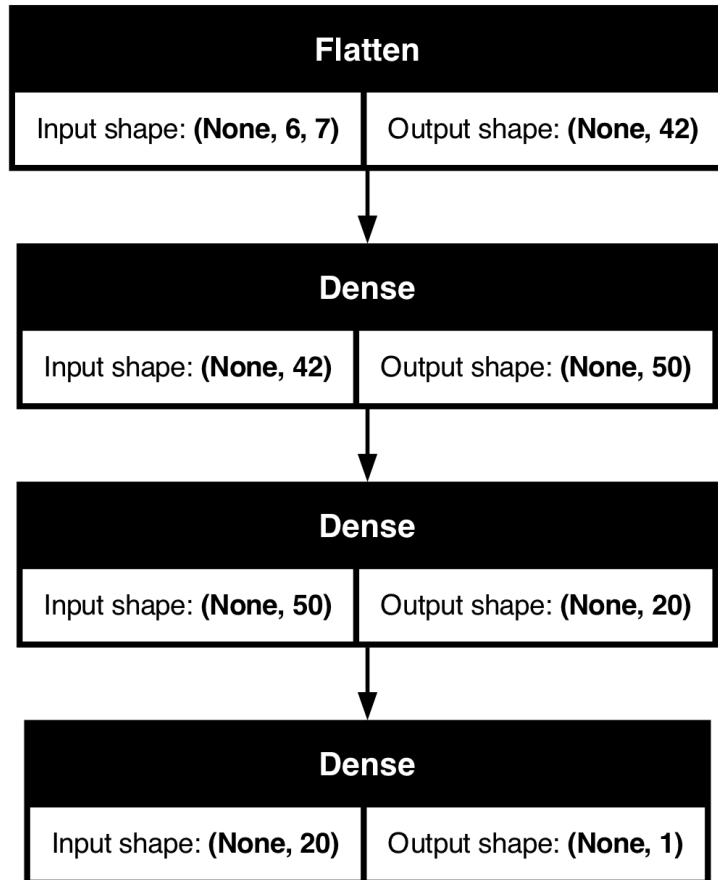 Flatten
Input shape: (None, 6, 7) Output shape: (None, 42)
Dense
Input shape: (None, 42) Output shape: (None, 50)
Dense
Input shape: (None, 50) Output shape: (None, 20)
Dense
Input shape: (None, 20) Output shape: (None, 1)